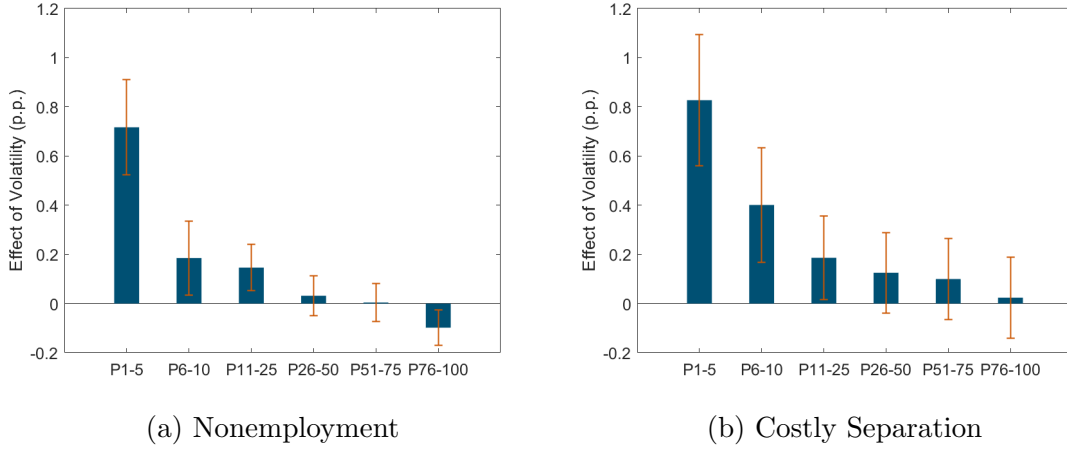 Effect of Volatility (p.p.)
1.2
1
0.8
0.6
0.4
0.2
0
-0.2
P1-5 P6-10 P11-25 P26-50 P51-75 P76-100
(a) Nonemployment
Effect of Volatility (p.p.)
1.2
1
0.8
0.6
0.4
0.2
0
-0.2
P1-5 P6-10 P11-25 P26-50 P51-75 P76-100
(b) Costly Separation